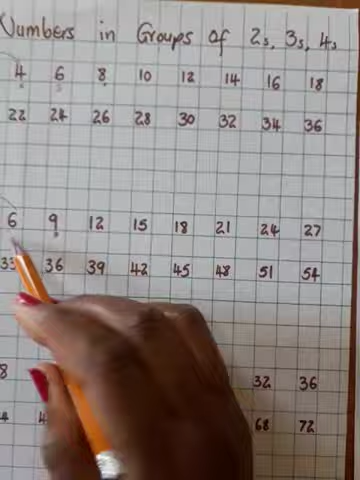 Numbers in Groups of 2s, 3s, 4s
4 6 8 10 12 14 16 18
22 24 26 28 30 32 34 36
6 9 12 15 18 21 24 27
33 36 39 42 45 48 51 54
8 32 36
68 72